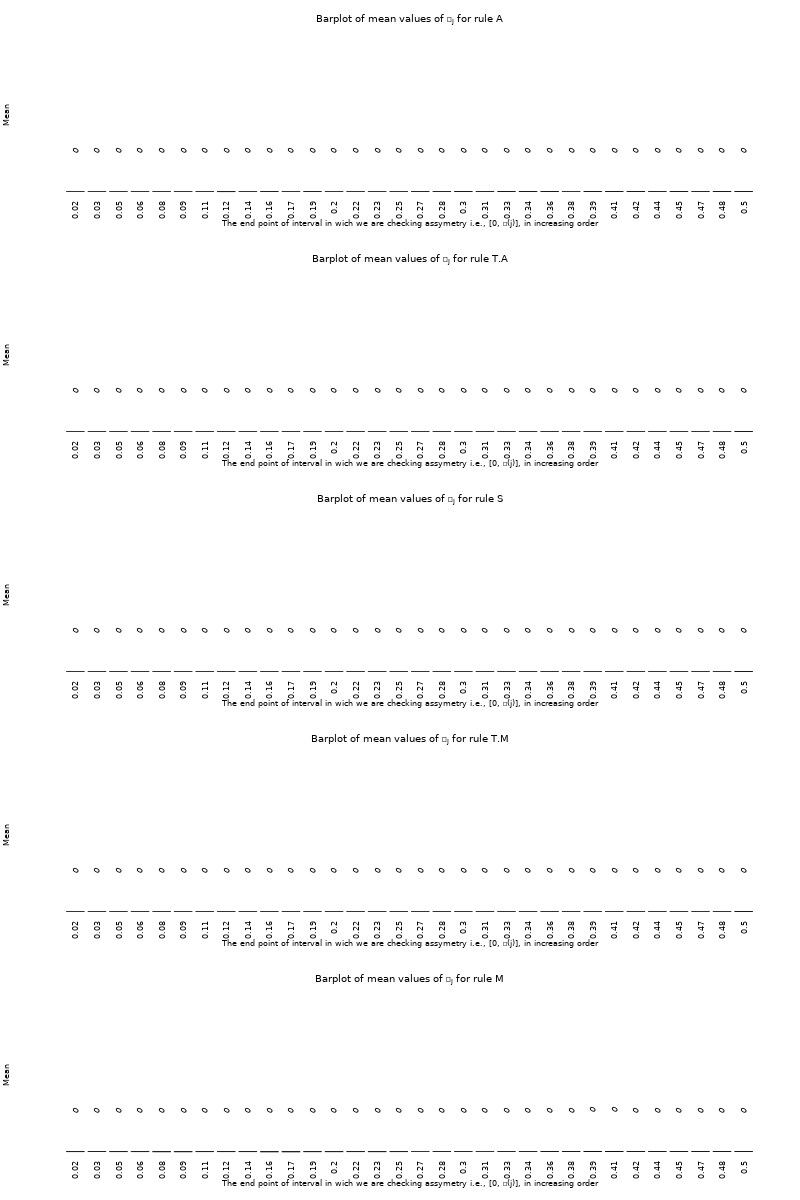 Barplot of mean values of □j for rule A
Mean
0 0 0 0 0 0 0 0 0 0 0 0 0 0 0 0 0 0 0 0 0 0 0 0 0 0 0 0 0 0 0 0
0.02 0.03 0.05 0.06 0.08 0.09 0.11 0.12 0.14 0.16 0.17 0.19 0.2 0.22 0.23 0.25 0.27 0.28 0.3 0.31 0.33 0.34 0.36 0.38 0.39 0.41 0.42 0.44 0.45 0.47 0.48 0.5
The end point of interval in wich we are checking assymetry i.e., [0, □(j)], in increasing order
Barplot of mean values of □j for rule T.A
Mean
0 0 0 0 0 0 0 0 0 0 0 0 0 0 0 0 0 0 0 0 0 0 0 0 0 0 0 0 0 0 0 0
0.02 0.03 0.05 0.06 0.08 0.09 0.11 0.12 0.14 0.16 0.17 0.19 0.2 0.22 0.23 0.25 0.27 0.28 0.3 0.31 0.33 0.34 0.36 0.38 0.39 0.41 0.42 0.44 0.45 0.47 0.48 0.5
The end point of interval in wich we are checking assymetry i.e., [0, □(j)], in increasing order
Barplot of mean values of □j for rule S
Mean
0 0 0 0 0 0 0 0 0 0 0 0 0 0 0 0 0 0 0 0 0 0 0 0 0 0 0 0 0 0 0 0
0.02 0.03 0.05 0.06 0.08 0.09 0.11 0.12 0.14 0.16 0.17 0.19 0.2 0.22 0.23 0.25 0.27 0.28 0.3 0.31 0.33 0.34 0.36 0.38 0.39 0.41 0.42 0.44 0.45 0.47 0.48 0.5
The end point of interval in wich we are checking assymetry i.e., [0, □(j)], in increasing order
Barplot of mean values of □j for rule T.M
Mean
0 0 0 0 0 0 0 0 0 0 0 0 0 0 0 0 0 0 0 0 0 0 0 0 0 0 0 0 0 0 0 0
0.02 0.03 0.05 0.06 0.08 0.09 0.11 0.12 0.14 0.16 0.17 0.19 0.2 0.22 0.23 0.25 0.27 0.28 0.3 0.31 0.33 0.34 0.36 0.38 0.39 0.41 0.42 0.44 0.45 0.47 0.48 0.5
The end point of interval in wich we are checking assymetry i.e., [0, □(j)], in increasing order
Barplot of mean values of □j for rule M
Mean
0 0 0 0 0 0 0 0 0 0 0 0 0 0 0 0 0 0 0 0 0 0 0 0 0 0 0 0 0 0 0 0
0.02 0.03 0.05 0.06 0.08 0.09 0.11 0.12 0.14 0.16 0.17 0.19 0.2 0.22 0.23 0.25 0.27 0.28 0.3 0.31 0.33 0.34 0.36 0.38 0.39 0.41 0.42 0.44 0.45 0.47 0.48 0.5
The end point of interval in wich we are checking assymetry i.e., [0, □(j)], in increasing order